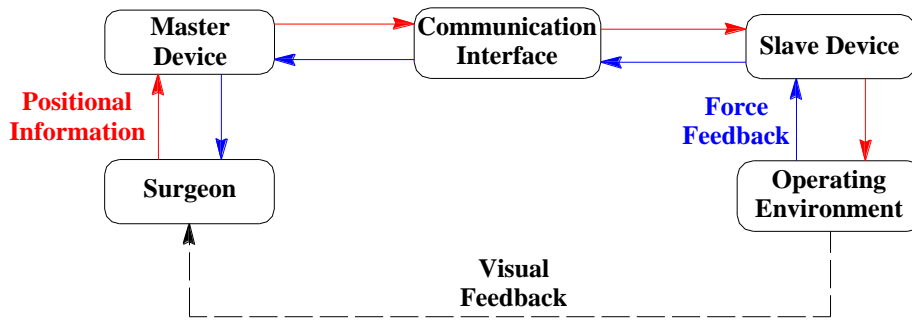 Master
Device
Communication
Interface
Slave Device
Positional
Information
Force
Feedback
Surgeon
Operating
Environment
Visual
Feedback